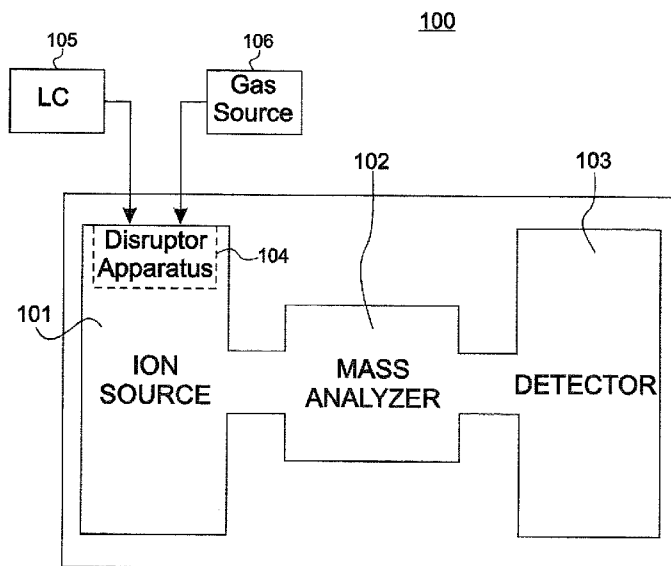 100
105
LC
106
Gas
Source
102
103
Disruptor
Apparatus
104
101
ION
SOURCE
MASS
ANALYZER
DETECTOR